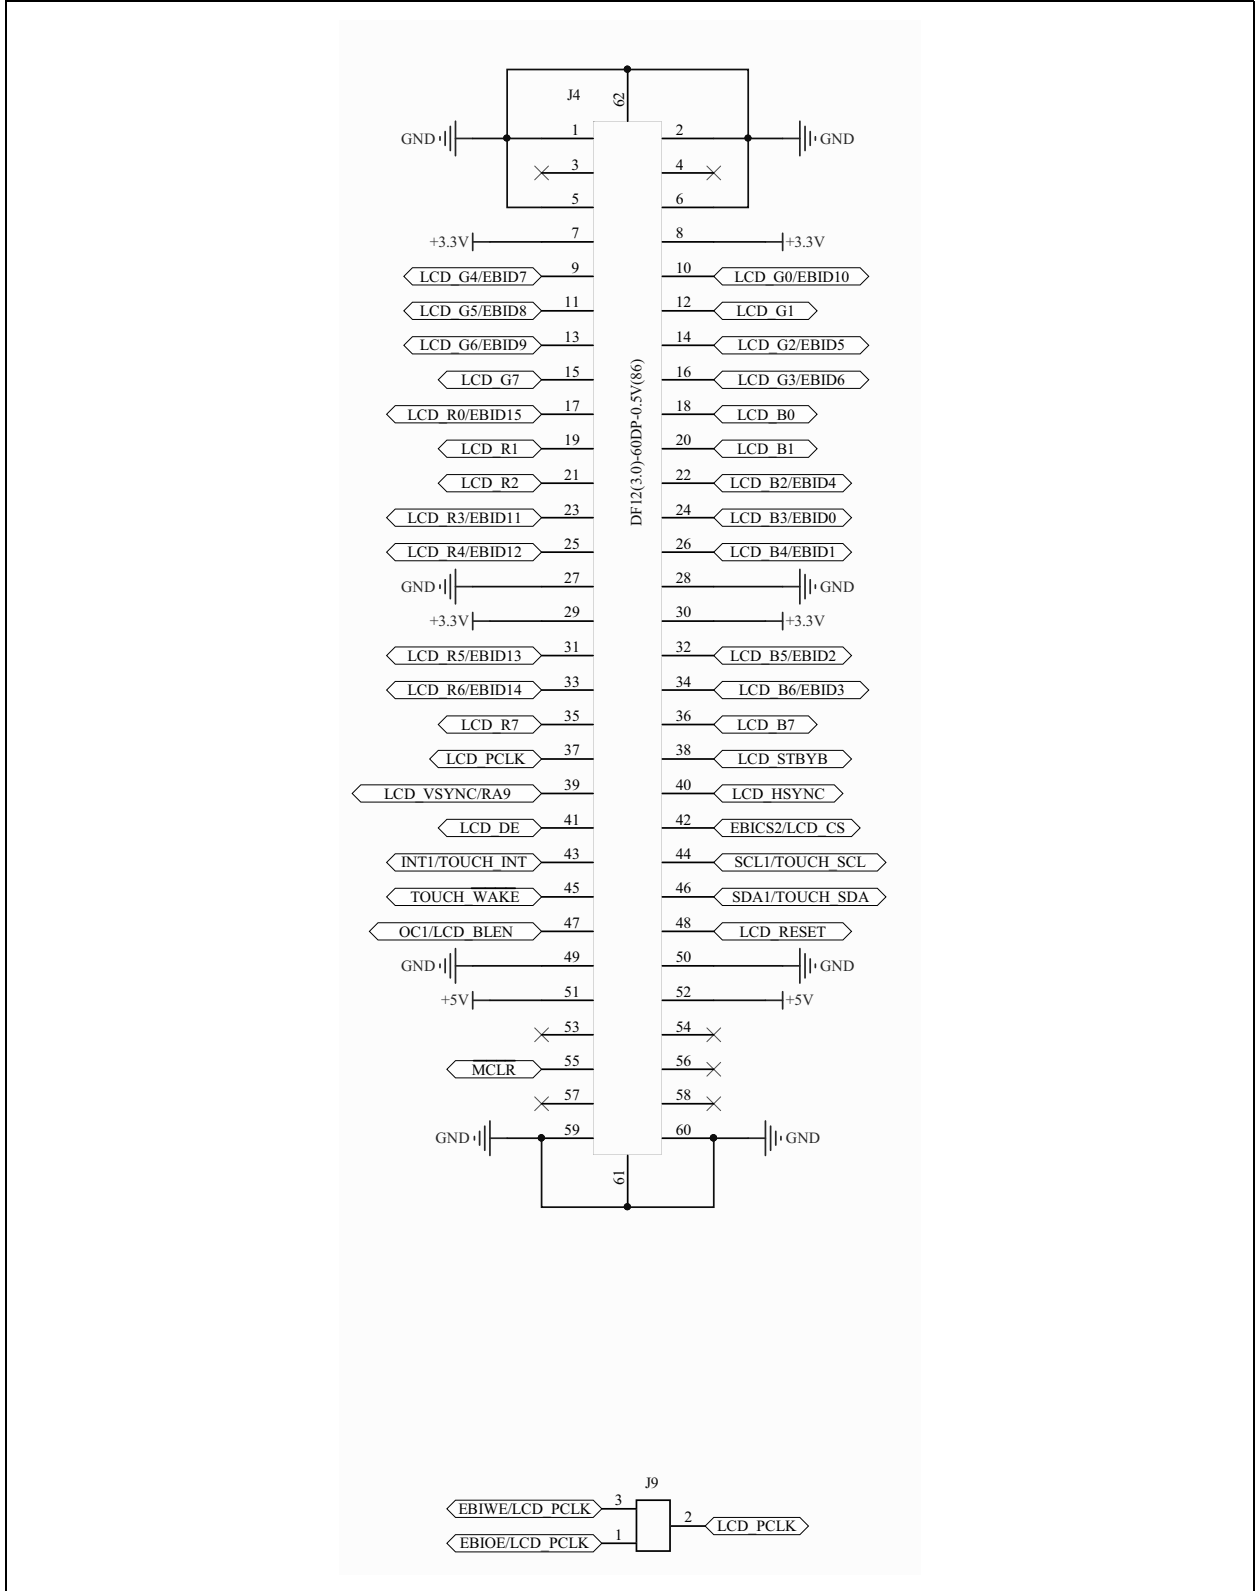 J4
62
GND 1 2 GND
3 4
5 6
+3.3V 7 8 +3.3V
LCD_G4/EBID7 9 10 LCD_G0/EBID10
LCD_G5/EBID8 11 12 LCD_G1
LCD_G6/EBID9 13 14 LCD_G2/EBID5
LCD_G7 15 16 LCD_G3/EBID6
LCD_R0/EBID15 17 18 LCD_B0
LCD_R1 19 20 LCD_B1
LCD_R2 21 22 LCD_B2/EBID4
LCD_R3/EBID11 23 24 LCD_B3/EBID0
LCD_R4/EBID12 25 26 LCD_B4/EBID1
DF12(3.0)-60DP-0.5V(86)
GND 27 28 GND
+3.3V 29 30 +3.3V
LCD_R5/EBID13 31 32 LCD_B5/EBID2
LCD_R6/EBID14 33 34 LCD_B6/EBID3
LCD_R7 35 36 LCD_B7
LCD_PCLK 37 38 LCD_STBYB
LCD_VSYNC/RA9 39 40 LCD_HSYNC
LCD_DE 41 42 EBICS2/LCD_CS
INT1/TOUCH_INT 43 44 SCL1/TOUCH_SCL
TOUCH_WAKE 45 46 SDA1/TOUCH_SDA
OC1/LCD_BLEN 47 48 LCD_RESET
GND 49 50 GND
+5V 51 52 +5V
53 54
MCLR 55 56
57 58
GND 59 60 GND
61
J9
EBIWE/LCD_PCLK 3
2 LCD_PCLK
EBIOE/LCD_PCLK 1